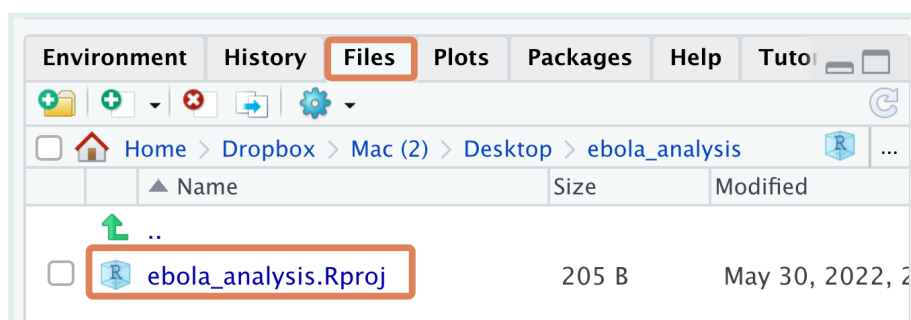 Environment History Files Plots Packages Help
Home > Dropbox > Mac (2) > Desktop > ebola_analysis R ...
Name Size Modified
..
R ebola_analysis.Rproj 205 B May 30, 2022,